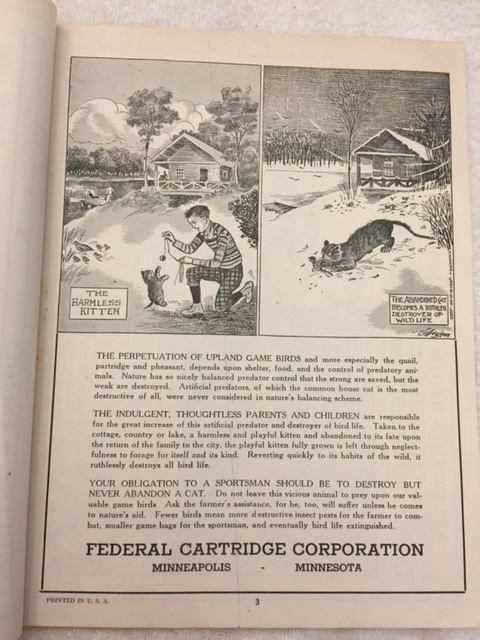 THE
HARMLESS
KITTEN
THE ABANDONED CAT
BECOMES A RUTHLESS
DESTROYER OF
WILD LIFE
THE PERPETUATION OF UPLAND GAME BIRDS and more especially the quail,
partridge and pheasant, depends upon shelter, food, and the control of predatory ani-
mals. Nature has so nicely balanced predator control that the strong are saved, but the
weak are destroyed. Artificial predators, of which the common house cat is the most
destructive of all, were never considered in nature's balancing scheme.
THE INDULGENT, THOUGHTLESS PARENTS AND CHILDREN are responsible
for the great increase of this artificial predator and destroyer of bird life. Taken to the
cottage, country or lake, a harmless and playful kitten and abandoned to its fate upon
the return of the family to the city, the playful kitten fully grown is left through neglect-
fulness to forage for itself and its kind. Reverting quickly to its habits of the wild, it
ruthlessly destroys all bird life.
YOUR OBLIGATION TO A SPORTSMAN SHOULD BE TO DESTROY BUT
NEVER ABANDON A CAT. Do not leave this vicious animal to prey upon our val-
uable game birds Ask the farmer's assistance, for he, too, will suffer unless he comes
to nature's aid. Fewer birds mean more destructive insect pests for the farmer to com-
bat, smaller game bags for the sportsman, and eventually bird life extinguished.
FEDERAL CARTRIDGE CORPORATION
MINNEAPOLIS - MINNESOTA
PRINTED IN U. S. A.
3